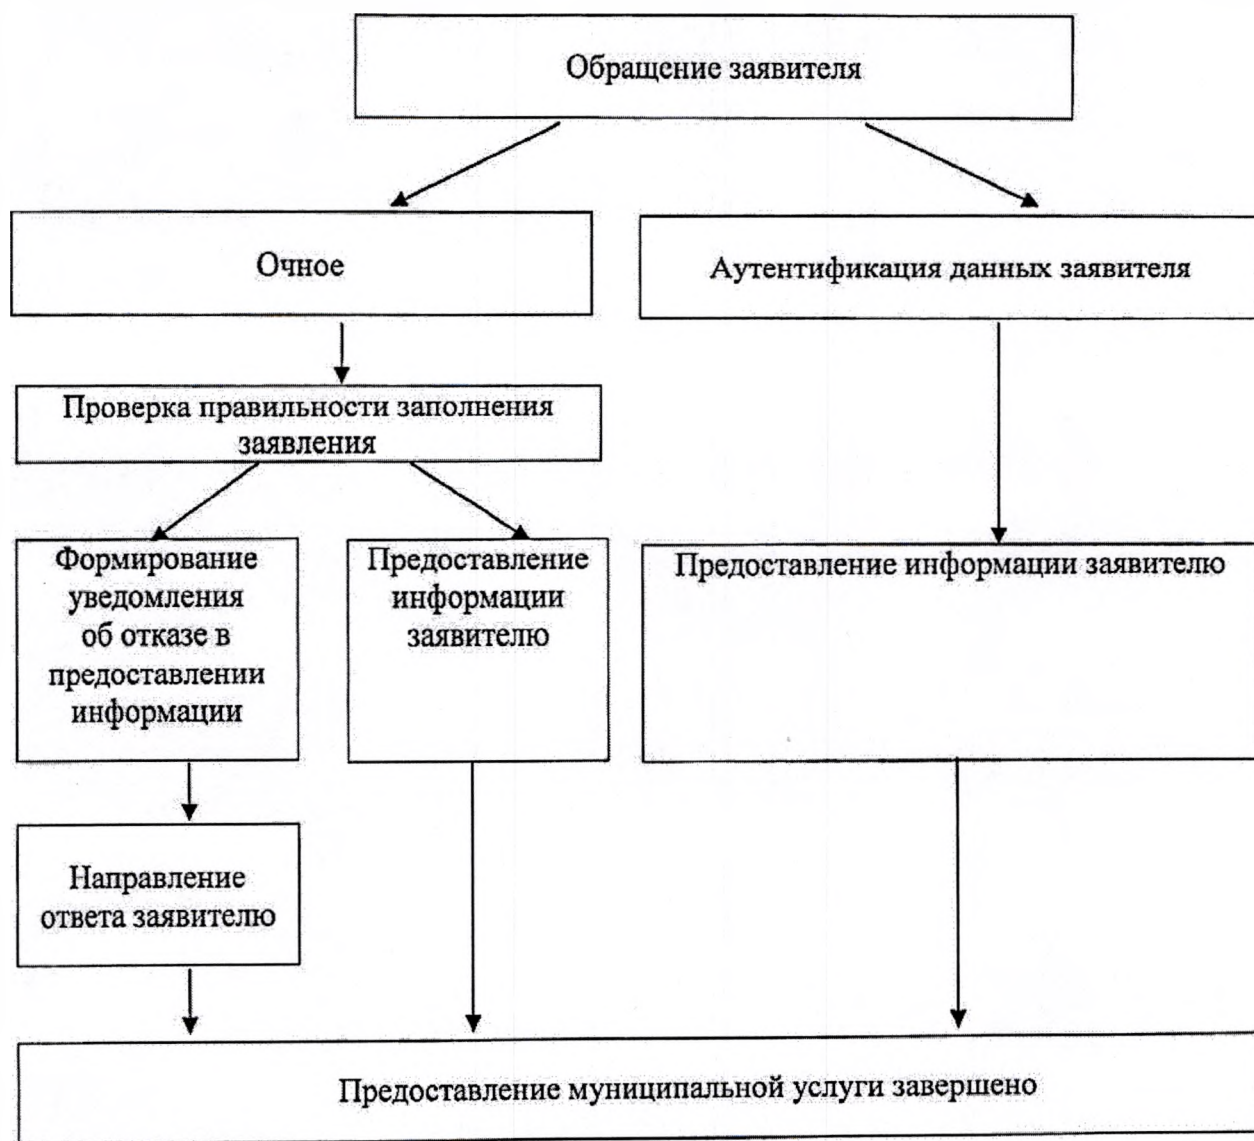 Обращение заявителя
Очное
Аутентификация данных заявителя
Проверка правильности заполнения
заявления
Формирование
уведомления
об отказе в
предоставлении
информации
Предоставление
информации
заявителю
Предоставление информации заявителю
Направление
ответа заявителю
Предоставление муниципальной услуги завершено